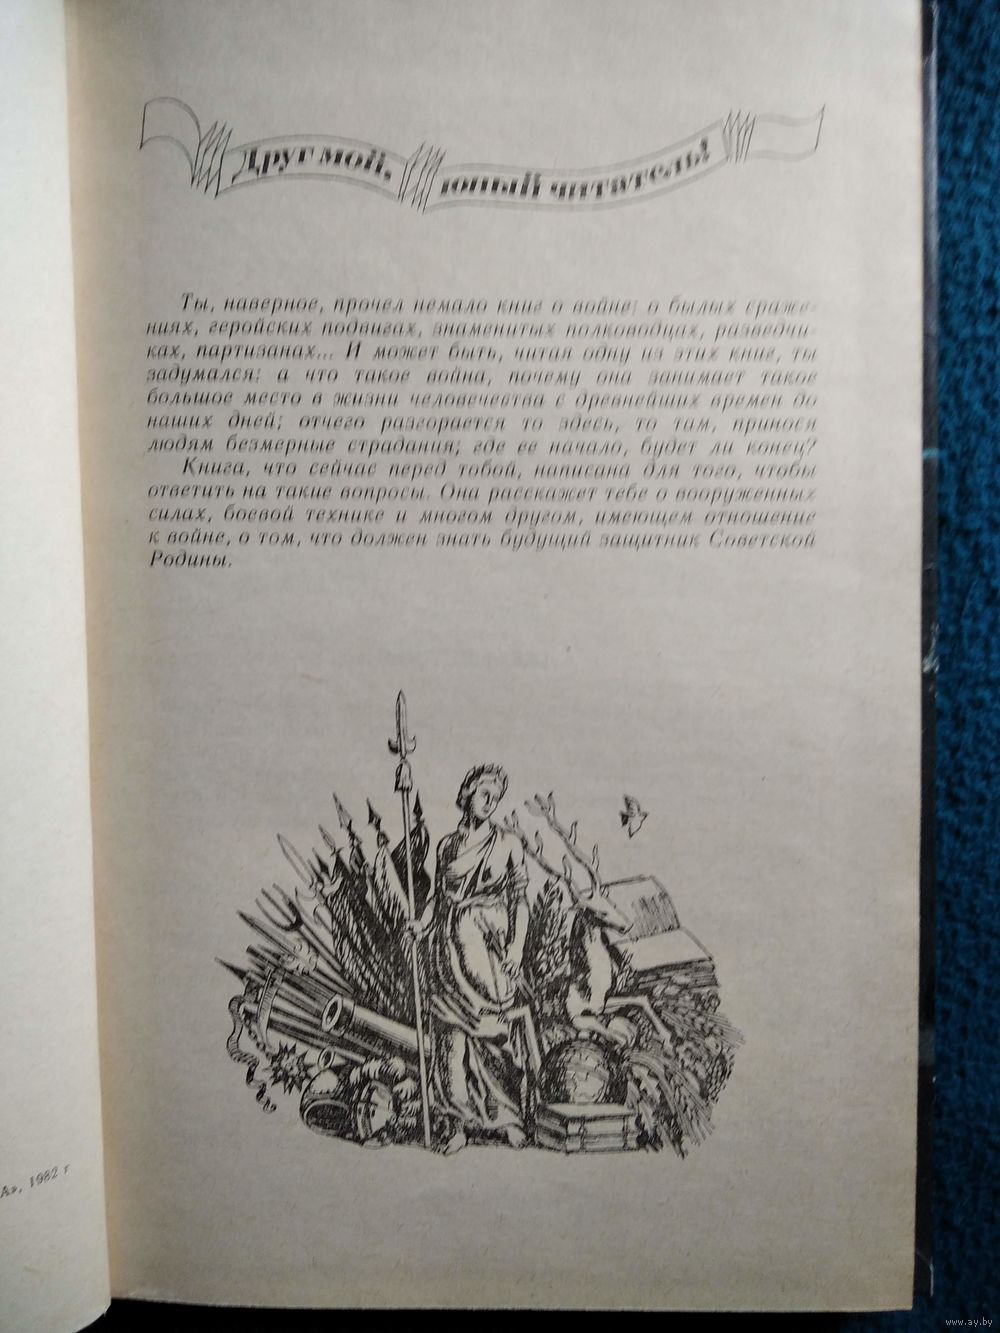 Друг мой, юный читатель!
Ты, наверное, прочел немало книг о войне: о былых сраже-
ниях, геройских подвигах, знаменитых полководцах, разведчи-
ках, партизанах... И может быть, читая одну из этих книг, ты
задумался: а что такое война, почему она занимает такое
большое место в жизни человечества с древнейших времен до
наших дней; отчего разгорается то здесь, то там, принося
людям безмерные страдания; где ее начало, будет ли конец?
Книга, что сейчас перед тобой, написана для того, чтобы
ответить на такие вопросы. Она расскажет тебе о вооруженных
силах, боевой технике и многом другом, имеющем отношение
к войне, о том, что должен знать будущий защитник Советской
Родины.
А», 1982 г
www.ay.by